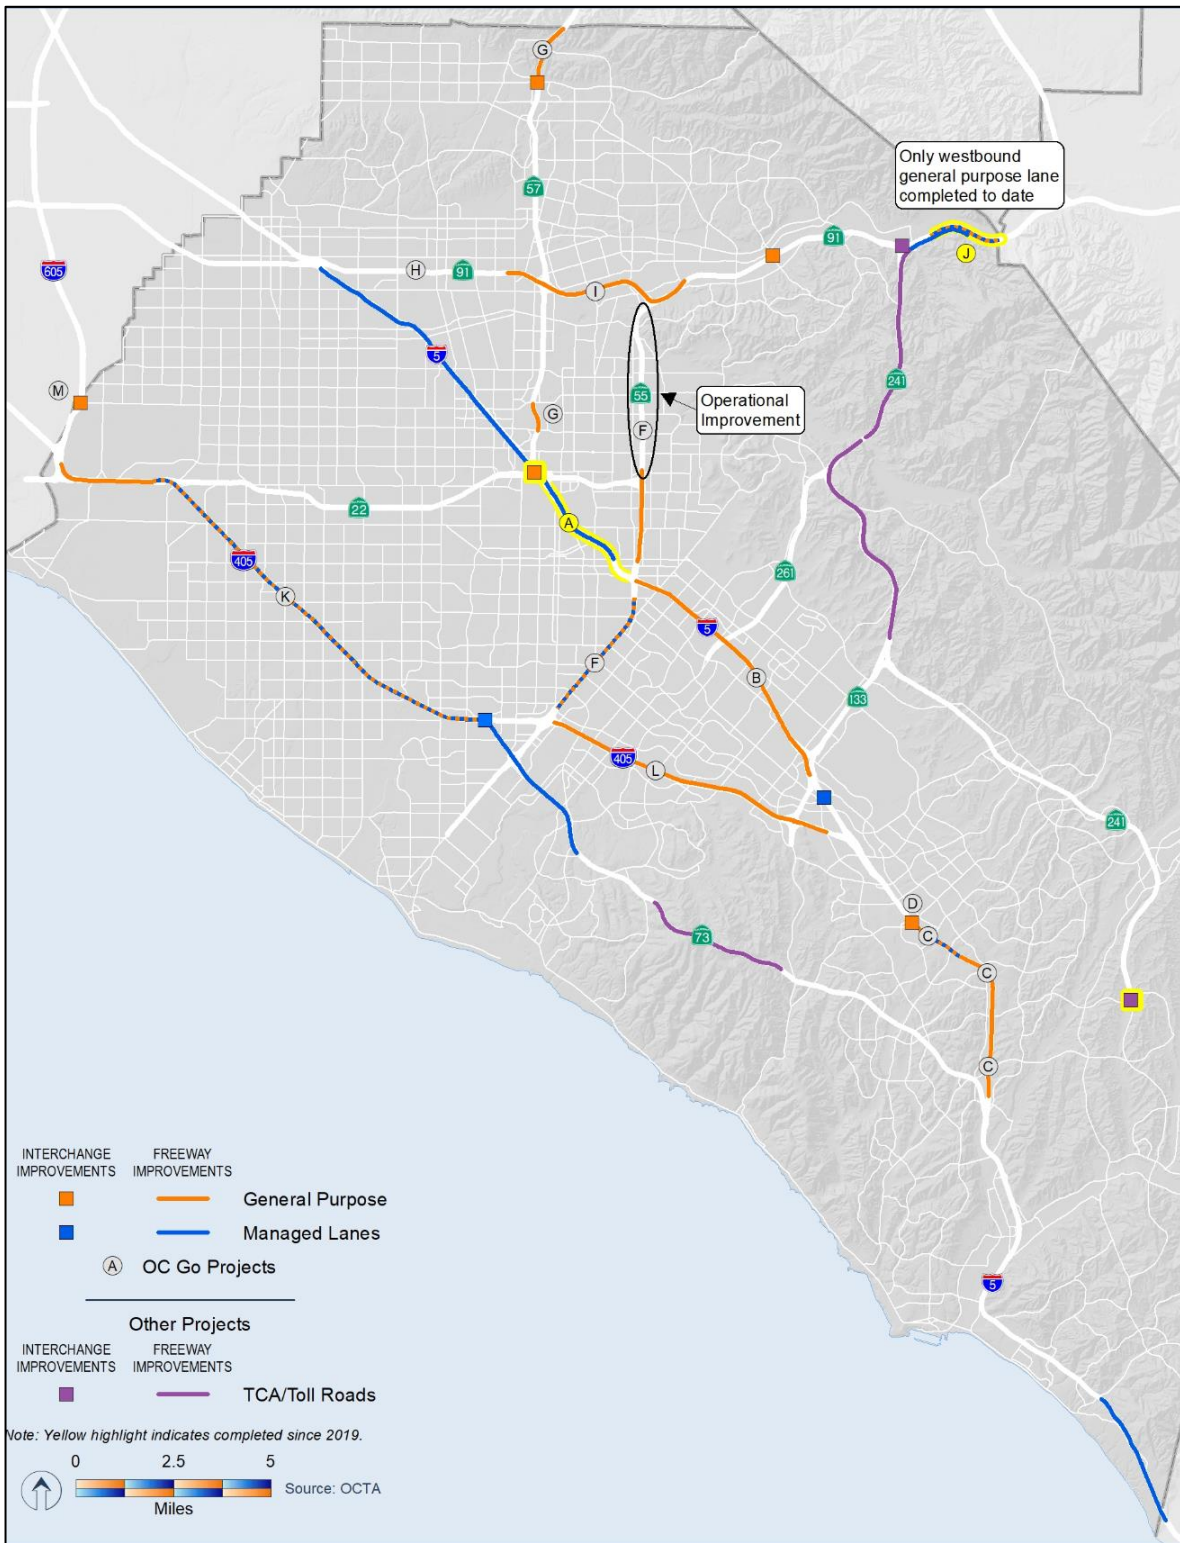 G
57
Only westbound
general purpose lane
completed to date
91
J
605
H
91
I
5
241
M
55
Operational
Improvement
G
F
22
A
405
261
K
5
F
B
133
405
L
241
D
C
73
C
C
INTERCHANGE
IMPROVEMENTS
FREEWAY
IMPROVEMENTS
General Purpose
Managed Lanes
A
OC Go Projects
5
Other Projects
INTERCHANGE
IMPROVEMENTS
FREEWAY
IMPROVEMENTS
TCA/Toll Roads
Note: Yellow highlight indicates completed since 2019.
0 2.5 5
Source: OCTA
Miles